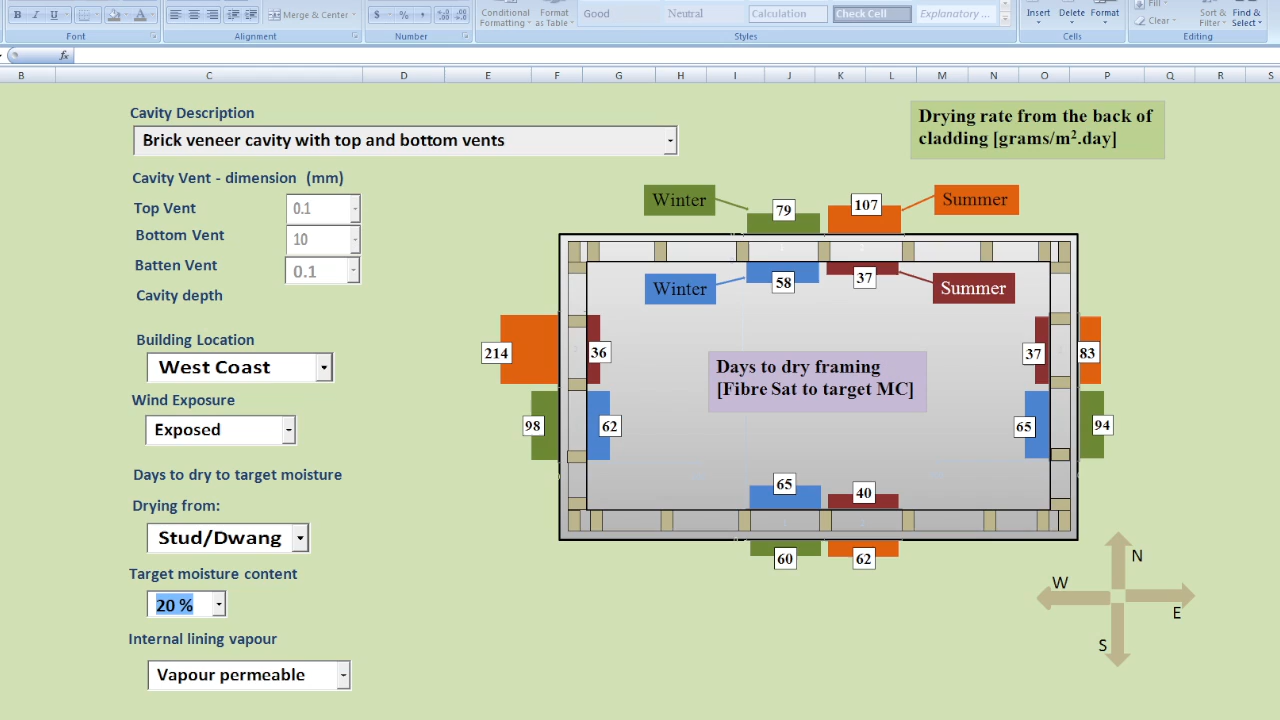 B I U
Merge & Center
$ % ,
Conditional Formatting
Format as Table
Good
Neutral
Calculation
Check Cell
Explanatory ...
Insert
Delete
Format
Fill
Clear
Sort & Filter
Find & Select
Font
Alignment
Number
Styles
Cells
Editing
fx
B C D E F G H I J K L M N O P Q R S
Cavity Description
Brick veneer cavity with top and bottom vents
Drying rate from the back of
cladding [grams/m².day]
Cavity Vent - dimension (mm)
Top Vent 0.1
Bottom Vent 10
Batten Vent 0.1
Cavity depth
Building Location
West Coast
Wind Exposure
Exposed
Days to dry to target moisture
Drying from:
Stud/Dwang
Target moisture content
20 %
Internal lining vapour
Vapour permeable
Winter 79 107 Summer
Winter 58 37 Summer
214 36 37 83
Days to dry framing
[Fibre Sat to target MC]
98 62 65 94
65 40
60 62
N
W
E
S